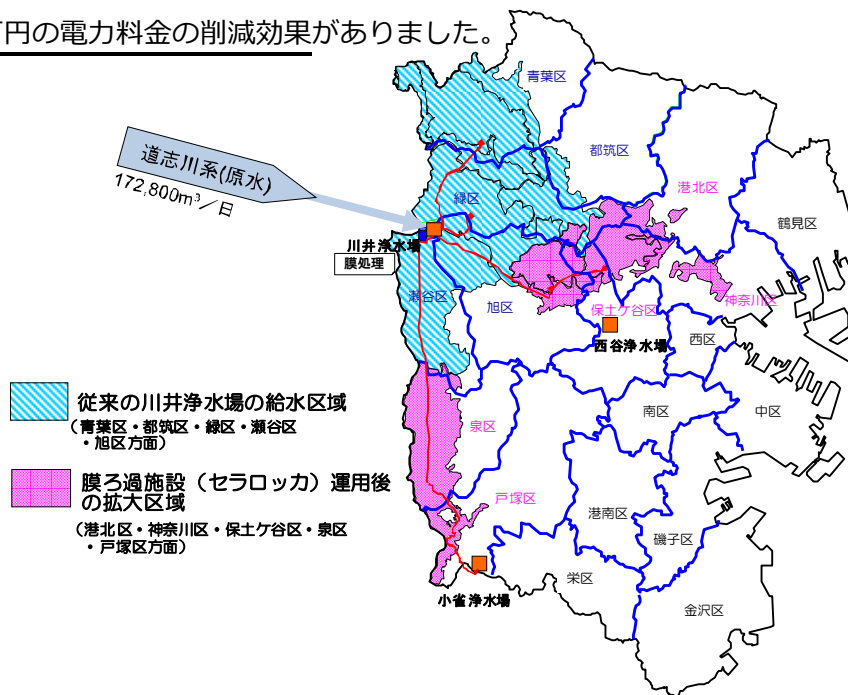 円の電力料金の削減効果がありました。
青葉区
都筑区
港北区
鶴見区
道志川系(原水)
172,800m³／日
緑区
川井浄水場
膜処理
瀬谷区
旭区
保土ケ谷区
神奈川区
西谷浄水場
西区
中区
南区
従来の川井浄水場の給水区域
（青葉区・都筑区・緑区・瀬谷区
・旭区方面）
泉区
膜ろ過施設（セラロッカ）運用後
の拡大区域
（港北区・神奈川区・保土ケ谷区・泉区
・戸塚区方面）
戸塚区
港南区
磯子区
栄区
小雀浄水場
金沢区